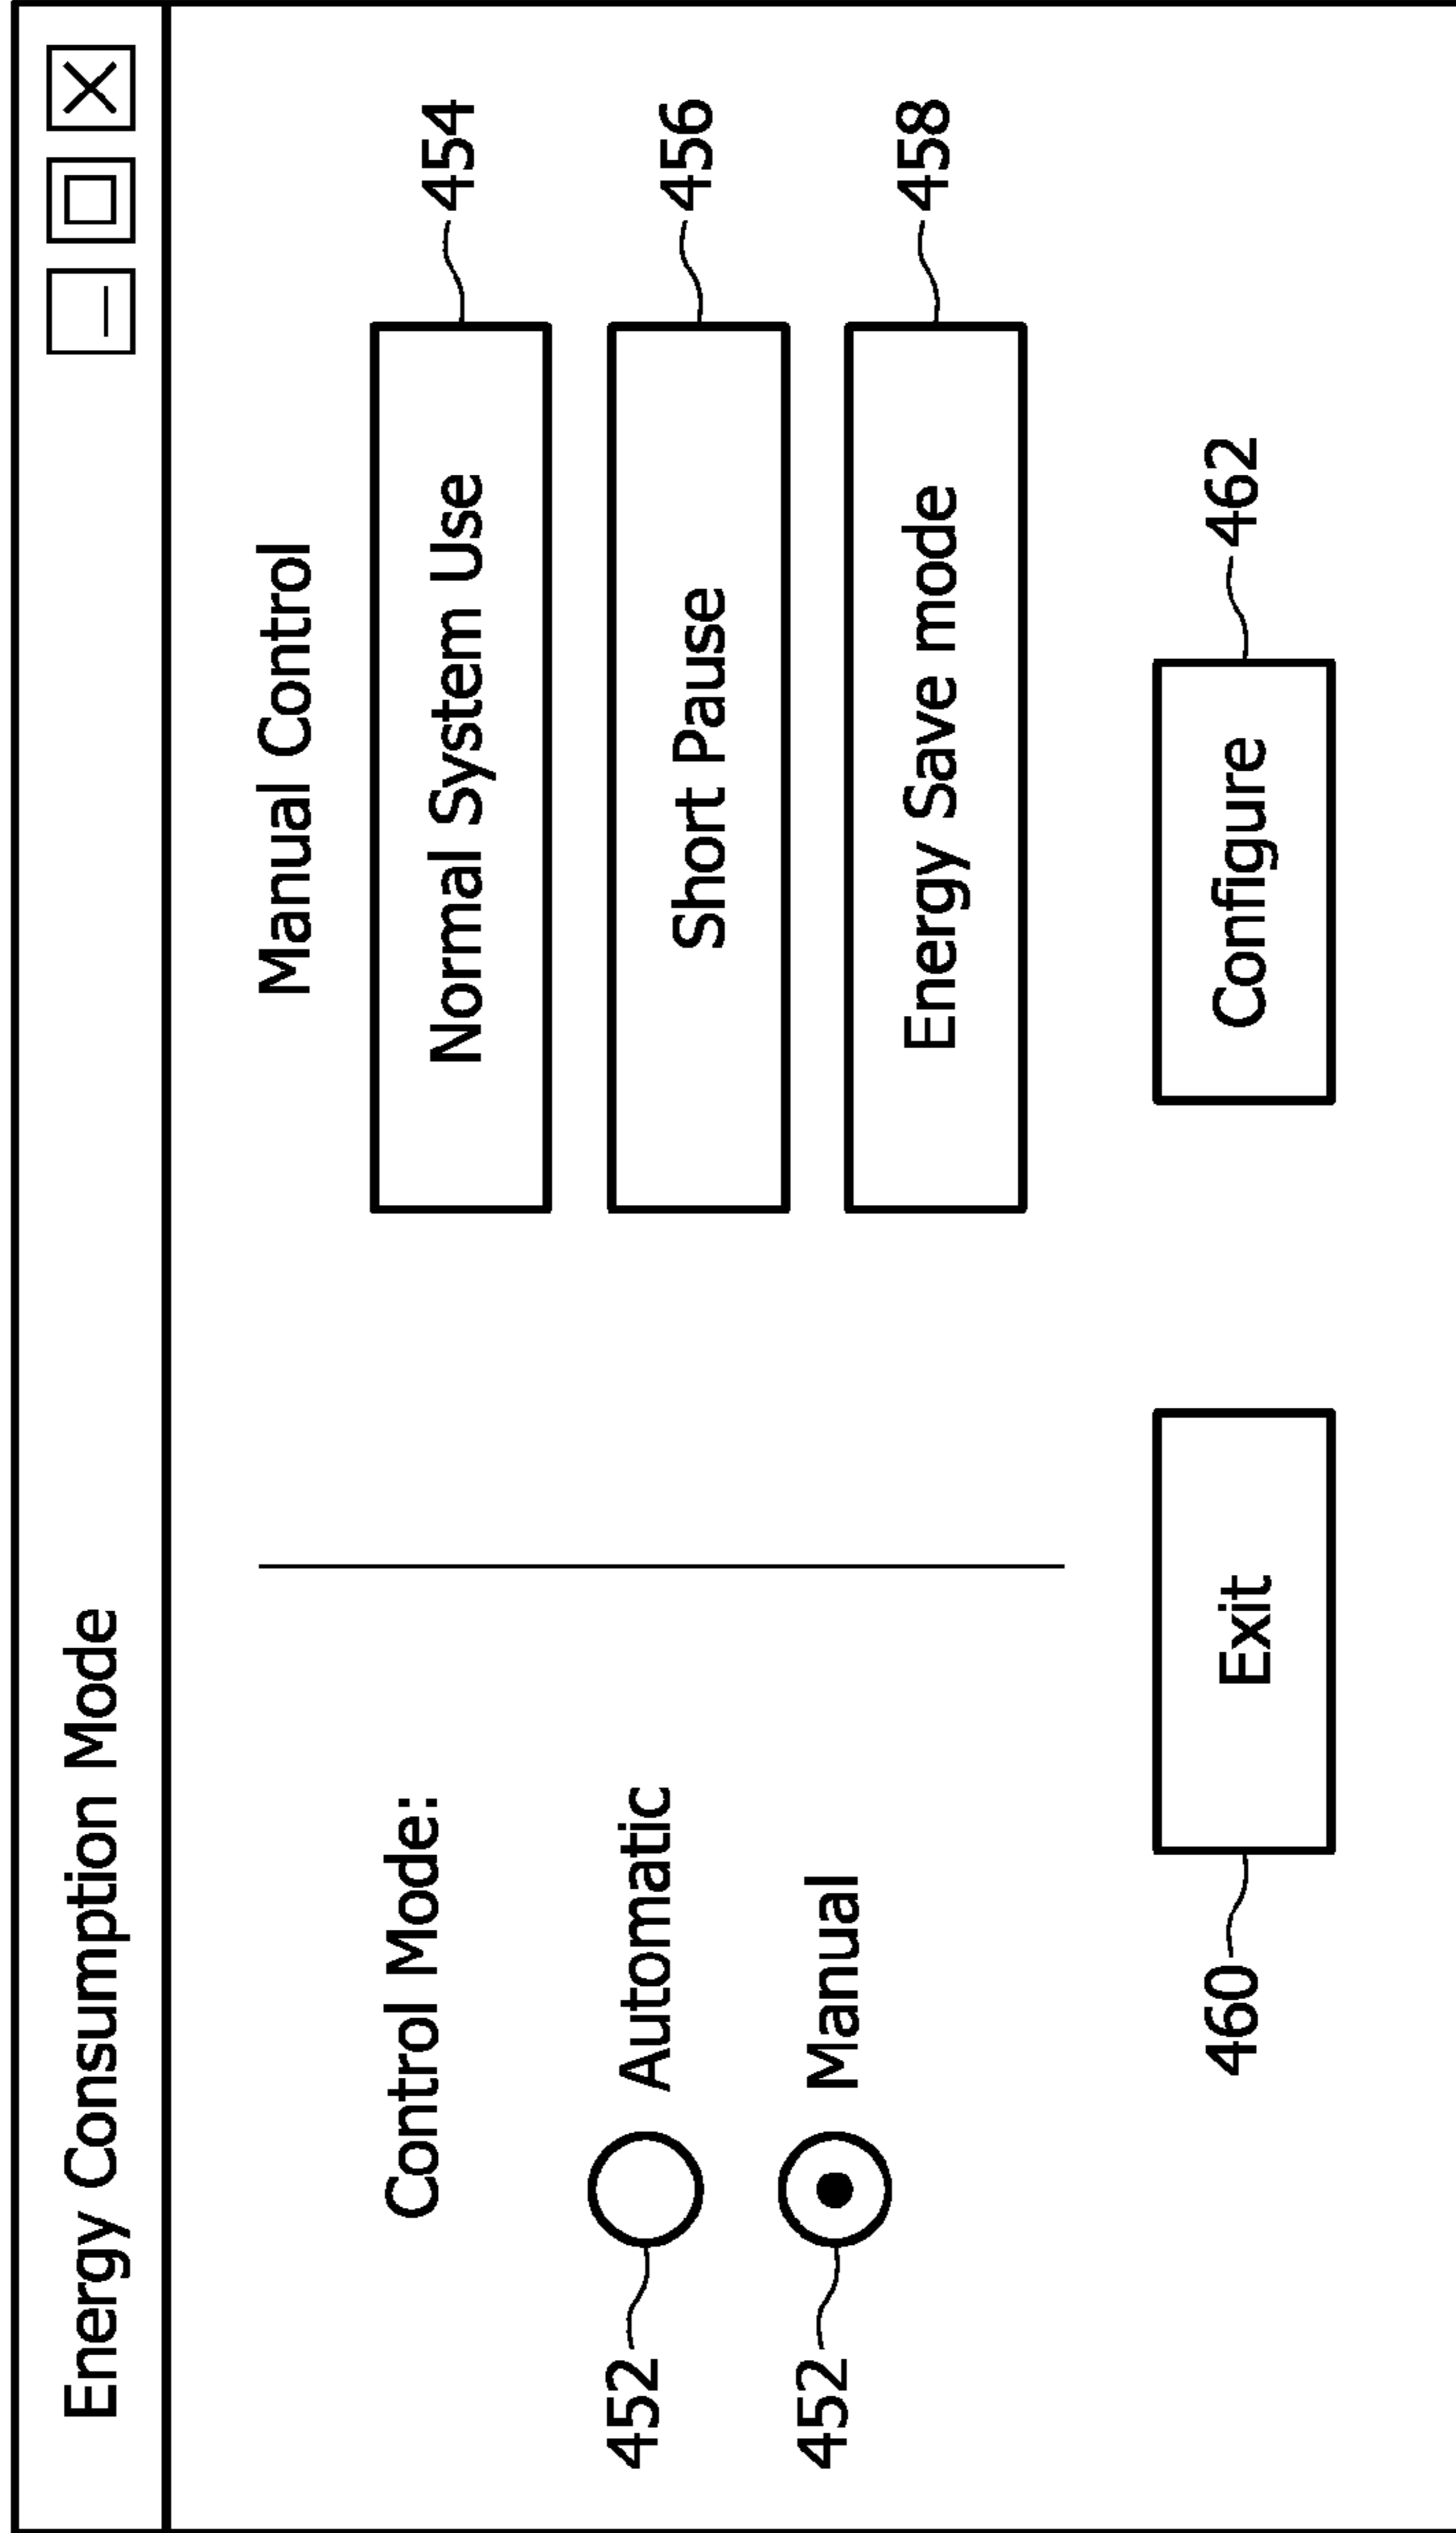 Energy Consumption Mode
Control Mode:
452 Automatic
452 Manual
Manual Control
Normal System Use 454
Short Pause 456
Energy Save mode 458
460 Exit
Configure 462